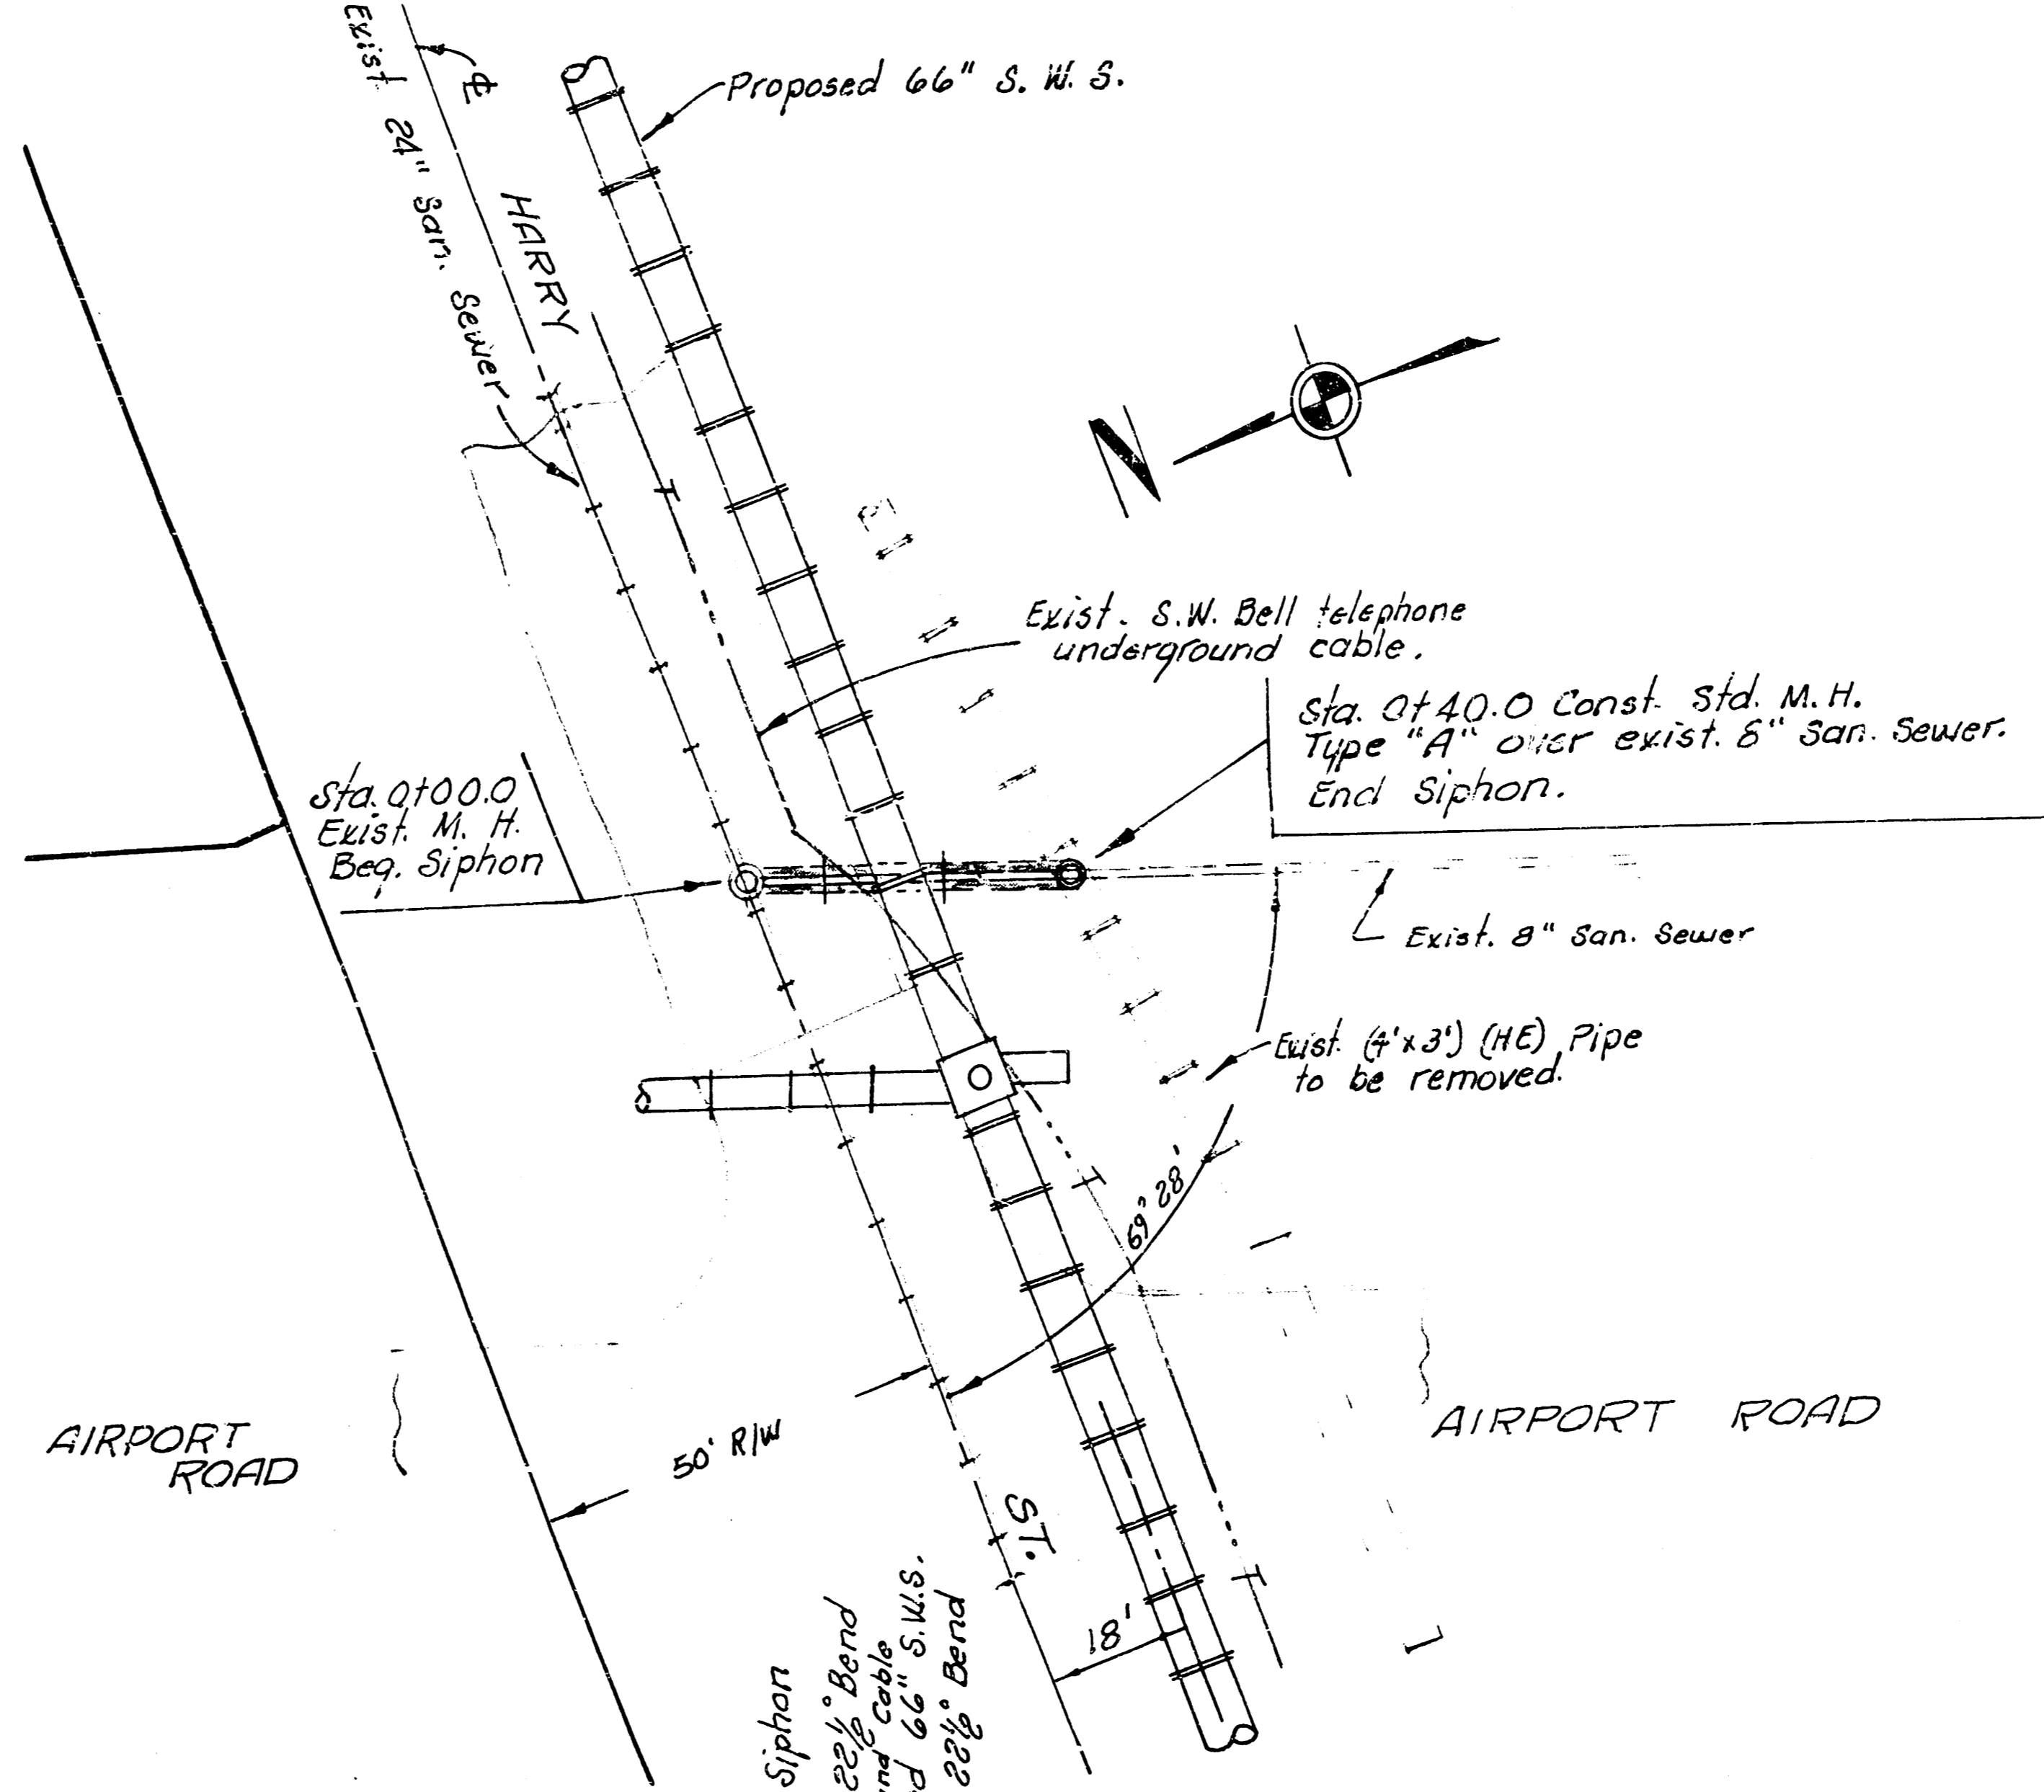 Exist 24" San. Sewer
℄
Proposed 66" S. W. S.
HARRY
N
Exist. S.W. Bell telephone
underground cable.
Sta. 0+40.0 Const. Std. M. H.
Type "A" over exist. 8" San. Sewer.
End Siphon.
Sta. 0+00.0
Exist. M. H.
Beg. Siphon
Exist. 8" San. Sewer
Exist. (4'x3') (HE) Pipe
to be removed.
69° 28'
AIRPORT
ROAD
50' R/W
AIRPORT ROAD
ST.
18'
Siphon
22½° Bend
cable
66" S.W.S.
22½° Bend